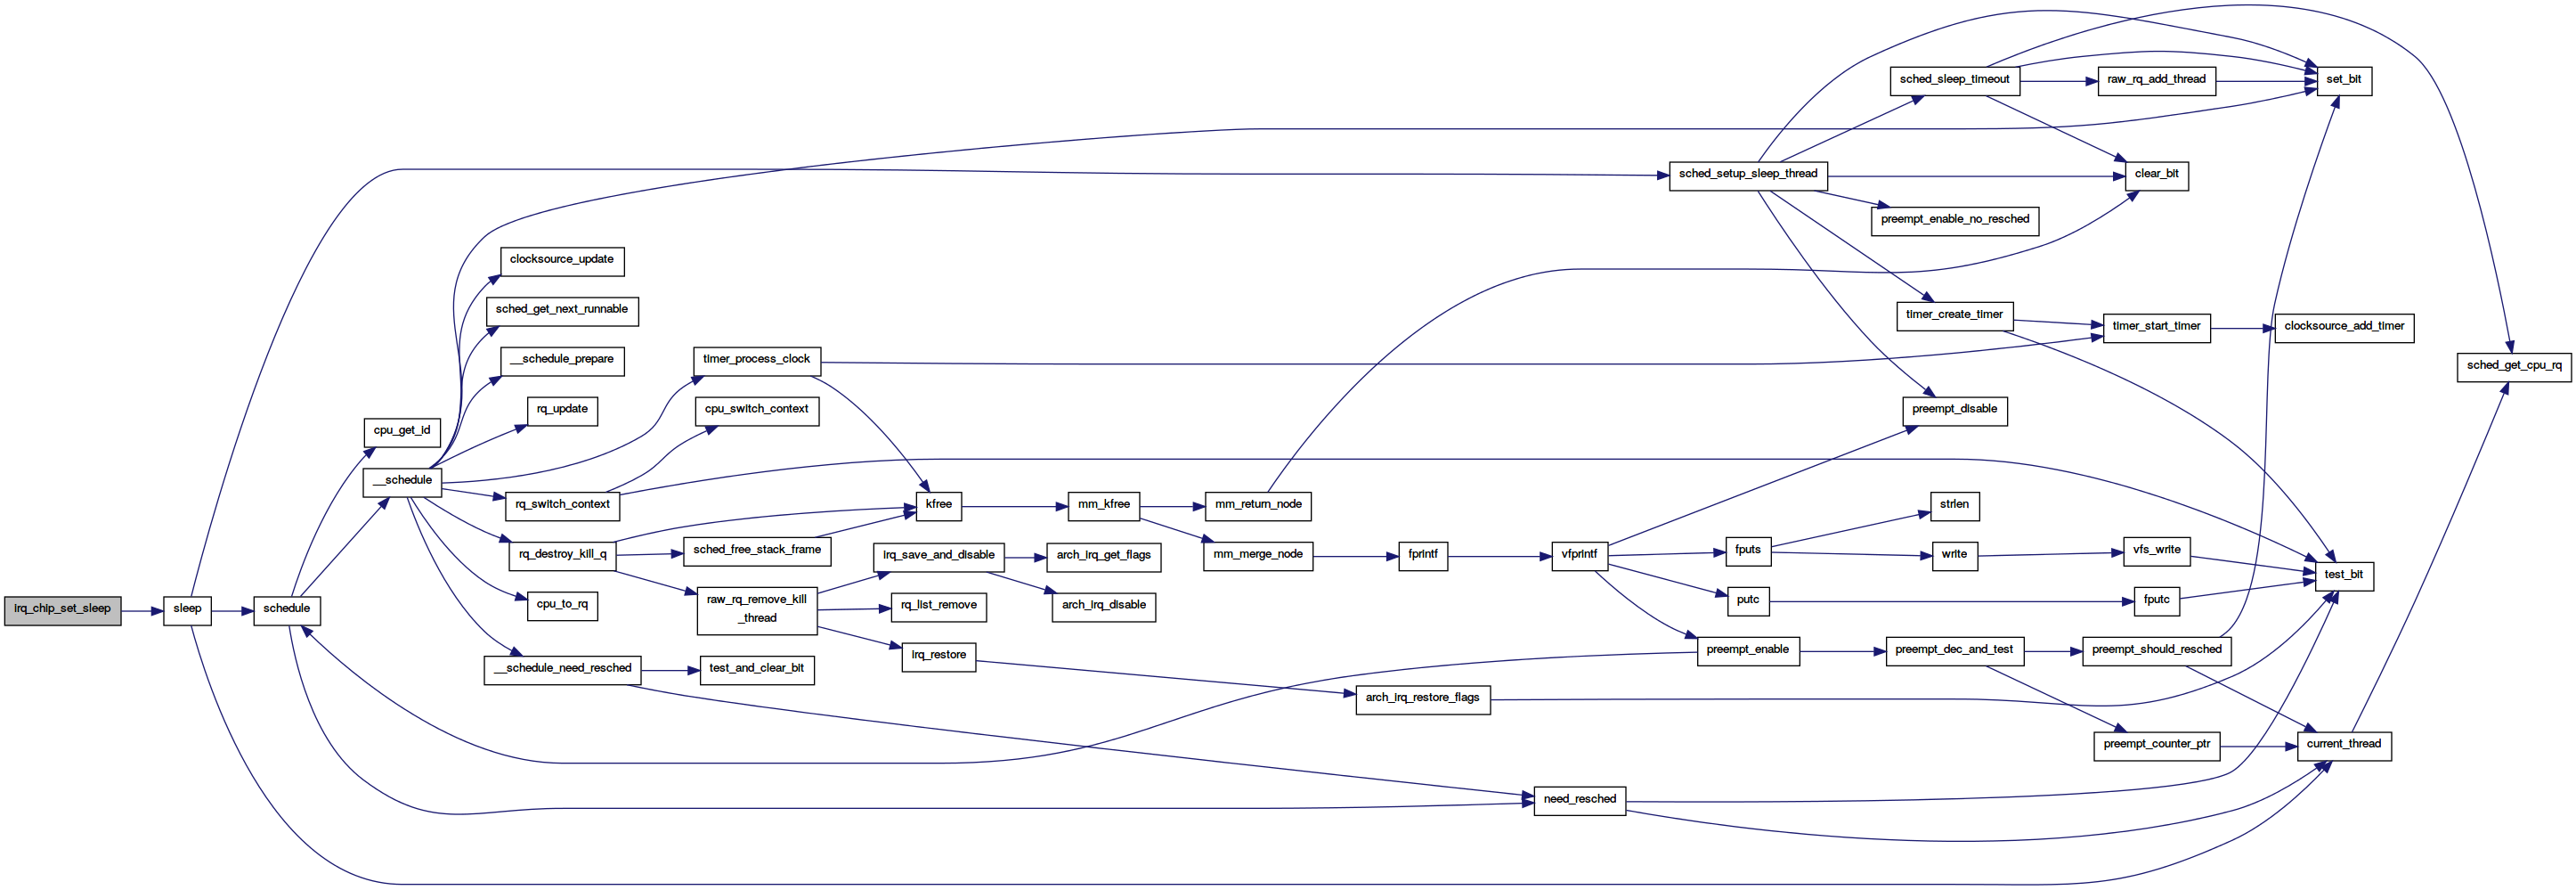 irq_chip_set_sleep
sleep
schedule
cpu_get_id
__schedule
clocksource_update
sched_get_next_runnable
__schedule_prepare
rq_update
rq_switch_context
rq_destroy_kill_q
cpu_to_rq
__schedule_need_resched
timer_process_clock
cpu_switch_context
sched_free_stack_frame
raw_rq_remove_kill
_thread
test_and_clear_bit
kfree
irq_save_and_disable
rq_list_remove
irq_restore
mm_kfree
arch_irq_get_flags
arch_irq_disable
mm_return_node
mm_merge_node
arch_irq_restore_flags
fprintf
vfprintf
need_resched
sched_setup_sleep_thread
fputs
putc
preempt_enable
sched_sleep_timeout
preempt_enable_no_resched
timer_create_timer
preempt_disable
strlen
write
preempt_dec_and_test
raw_rq_add_thread
clear_bit
timer_start_timer
vfs_write
fputc
preempt_should_resched
preempt_counter_ptr
set_bit
clocksource_add_timer
test_bit
current_thread
sched_get_cpu_rq